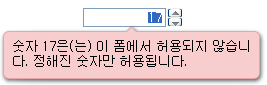 17
숫자 17은(는) 이 폼에서 허용되지 않습니
다. 정해진 숫자만 허용됩니다.